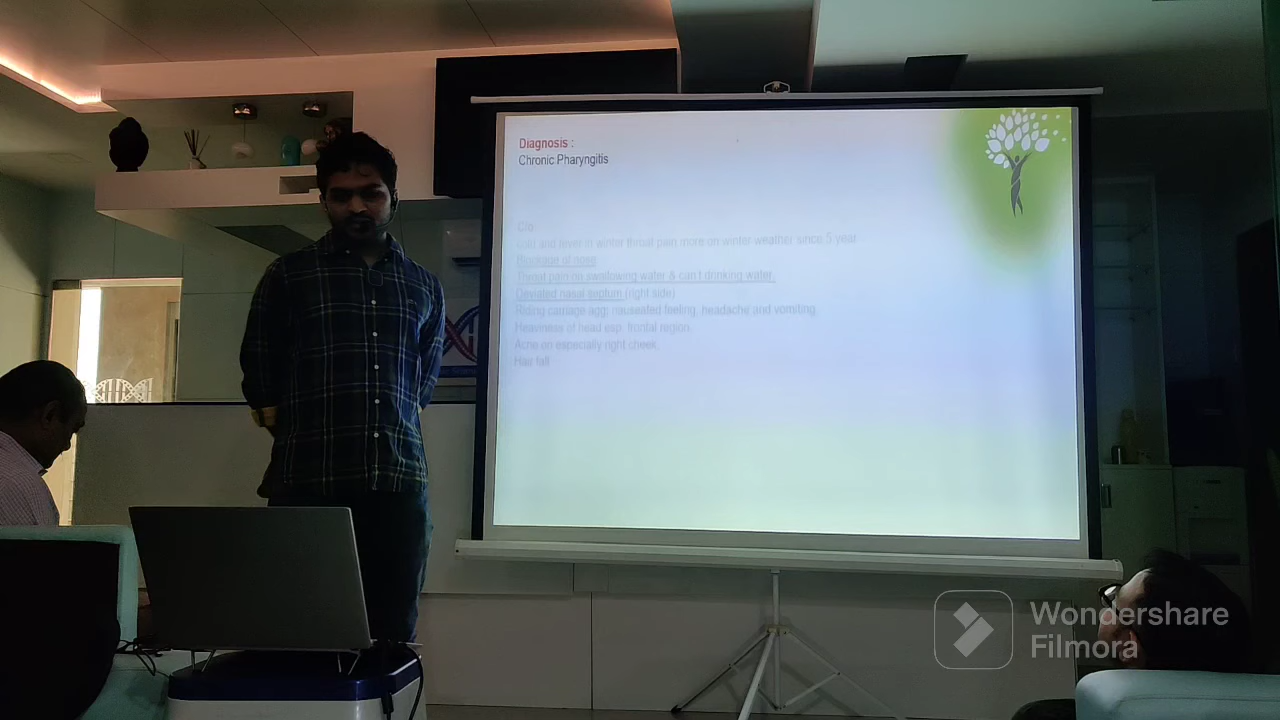 Diagnosis :
Chronic Pharyngitis
C/o
cold and fever in winter throat pain more on winter weather since 5 year
Blockage of nose
Throat pain on swallowing water & can't drinking water.
Deviated nasal septum (right side)
Riding carriage agg; nauseated feeling, headache and vomiting.
Heaviness of head esp. frontal region
Acne on especially right cheek.
Hair fall
Wondershare
Filmora